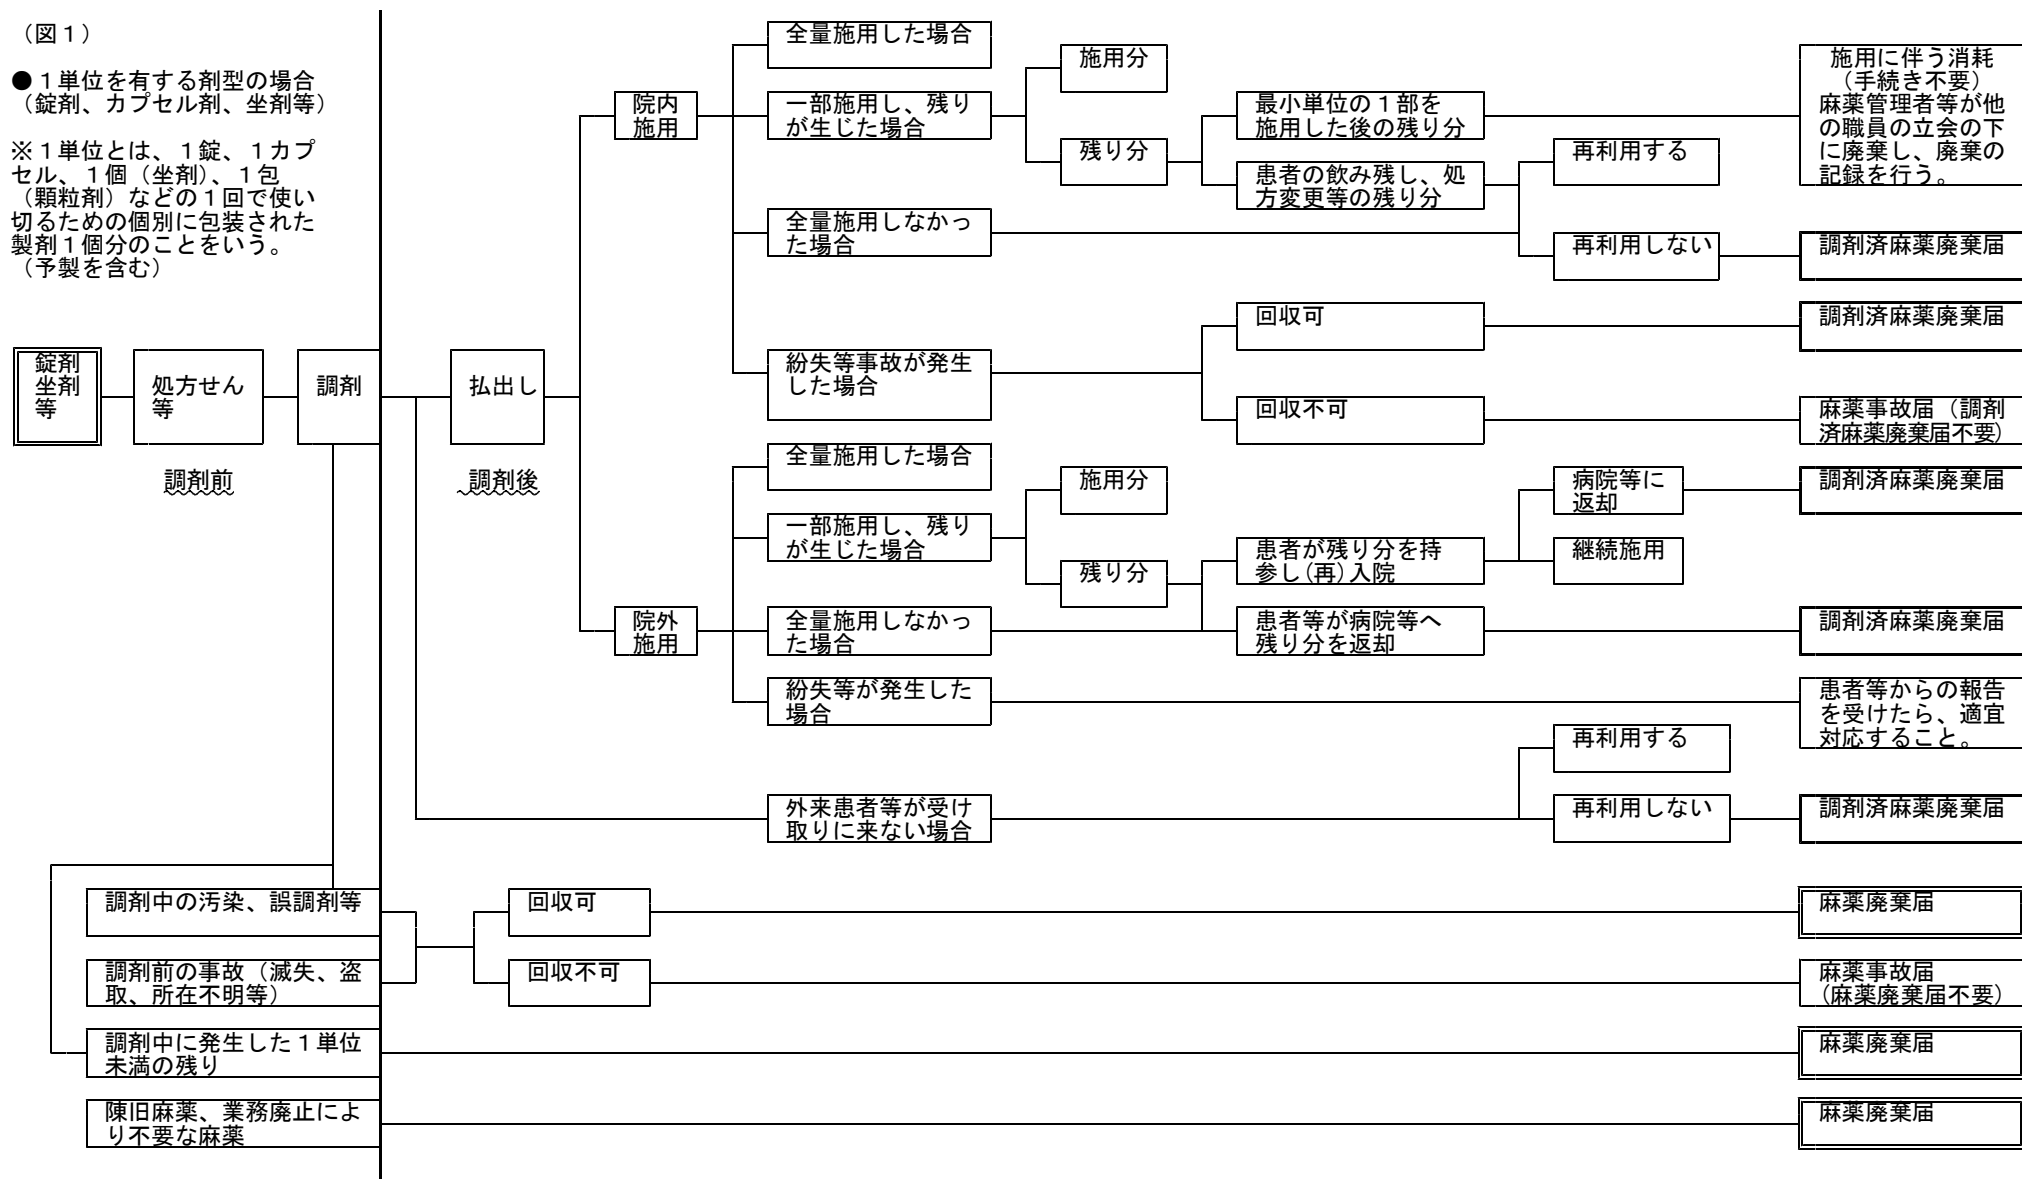 （図１）
●１単位を有する剤型の場合
（錠剤、カプセル剤、坐剤等）
※１単位とは、１錠、１カプ
セル、１個（坐剤）、１包
（顆粒剤）などの１回で使い
切るための個別に包装された
製剤１個分のことをいう。
（予製を含む）
錠剤
坐剤
等
処方せん
等
調剤
調剤前
払出し
調剤後
院内
施用
全量施用した場合
一部施用し、残り
が生じた場合
施用分
残り分
最小単位の１部を
施用した後の残り分
施用に伴う消耗
（手続き不要）
麻薬管理者等が他
の職員の立会の下
に廃棄し、廃棄の
記録を行う。
患者の飲み残し、処
方変更等の残り分
再利用する
全量施用しなかっ
た場合
再利用しない
調剤済麻薬廃棄届
紛失等事故が発生
した場合
回収可
調剤済麻薬廃棄届
回収不可
麻薬事故届（調剤
済麻薬廃棄届不要）
院外
施用
全量施用した場合
一部施用し、残り
が生じた場合
施用分
残り分
患者が残り分を持
参し(再)入院
病院等に
返却
調剤済麻薬廃棄届
継続施用
全量施用しなかっ
た場合
患者等が病院等へ
残り分を返却
調剤済麻薬廃棄届
紛失等が発生した
場合
患者等からの報告
を受けたら、適宜
対応すること。
外来患者等が受け
取りに来ない場合
再利用する
再利用しない
調剤済麻薬廃棄届
調剤中の汚染、誤調剤等
回収可
麻薬廃棄届
調剤前の事故（滅失、盗
取、所在不明等）
回収不可
麻薬事故届
（麻薬廃棄届不要）
調剤中に発生した１単位
未満の残り
麻薬廃棄届
陳旧麻薬、業務廃止によ
り不要な麻薬
麻薬廃棄届